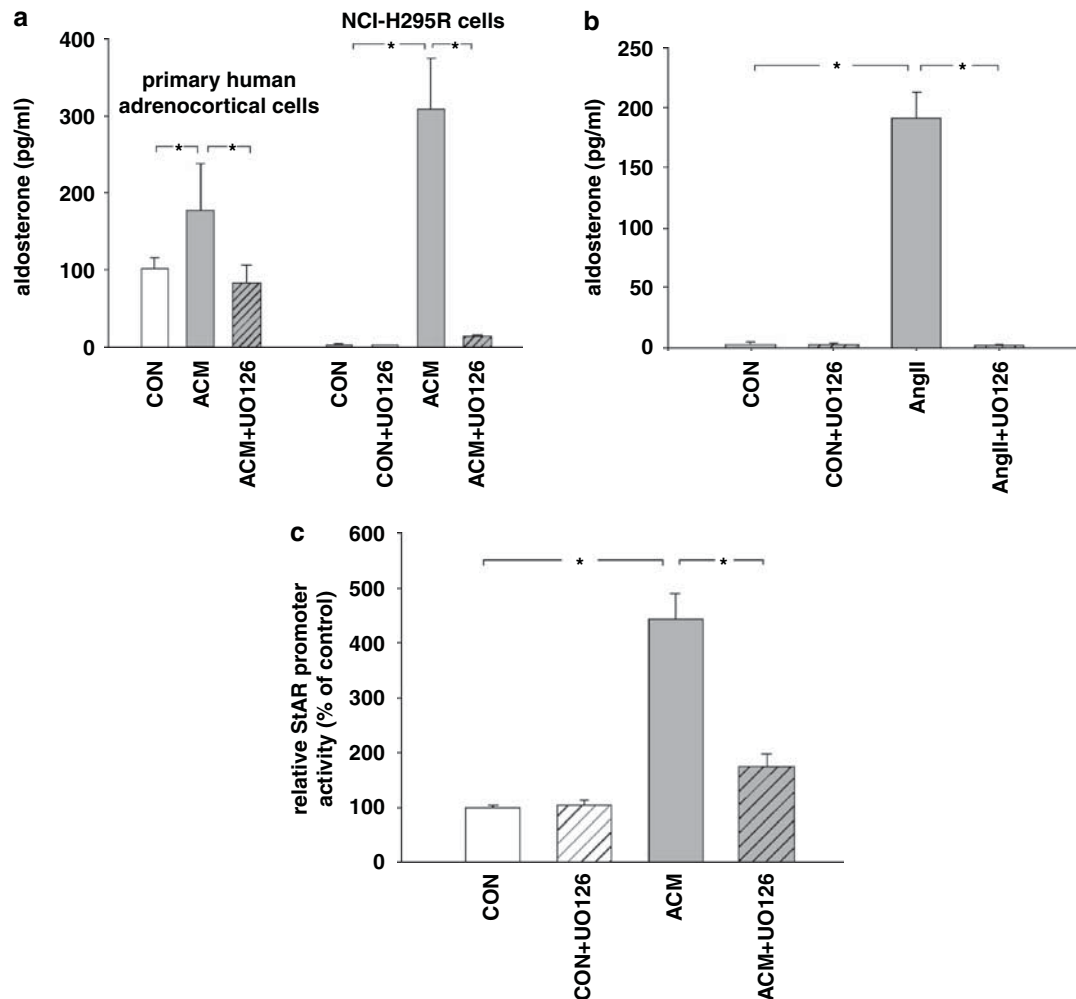 a
NCI-H295R cells
primary human
adrenocortical cells
aldosterone (pg/ml)
400
300
200
100
0
*
*
*
*
CON
ACM
ACM+UO126
CON
CON+UO126
ACM
ACM+UO126
b
aldosterone (pg/ml)
250
200
150
100
50
0
*
*
CON
CON+UO126
AngII
AngII+UO126
c
relative StAR promoter
activity (% of control)
600
500
400
300
200
100
0
*
*
CON
CON+UO126
ACM
ACM+UO126